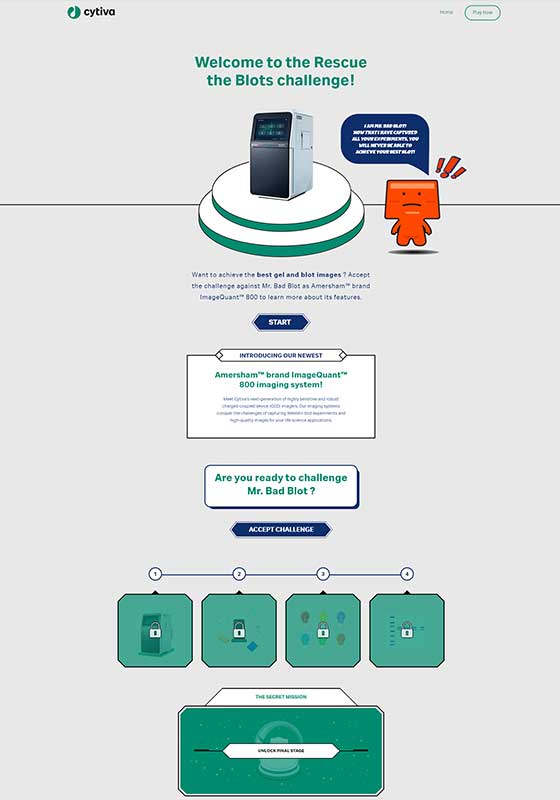 cytiva
Home
Play Now
Welcome to the Rescue
the Blots challenge!
I AM MR. BAD BLOT!
NOW THAT I HAVE CAPTURED
ALL YOUR EXPERIMENTS, YOU
WILL NEVER BE ABLE TO
ACHIEVE YOUR BEST BLOT!
Want to achieve the best gel and blot images ? Accept
the challenge against Mr. Bad Blot as Amersham™ brand
ImageQuant™ 800 to learn more about its features.
START
INTRODUCING OUR NEWEST
Amersham™ brand ImageQuant™
800 imaging system!
Meet Cytiva's next-generation of highly sensitive and robust
charged-coupled device (CCD) imagers. Our imaging systems
conquer the challenges of capturing Western blot experiments and
high-quality images for your life science applications.
Are you ready to challenge
Mr. Bad Blot ?
ACCEPT CHALLENGE
1
2
3
4
THE SECRET MISSION
UNLOCK FINAL STAGE